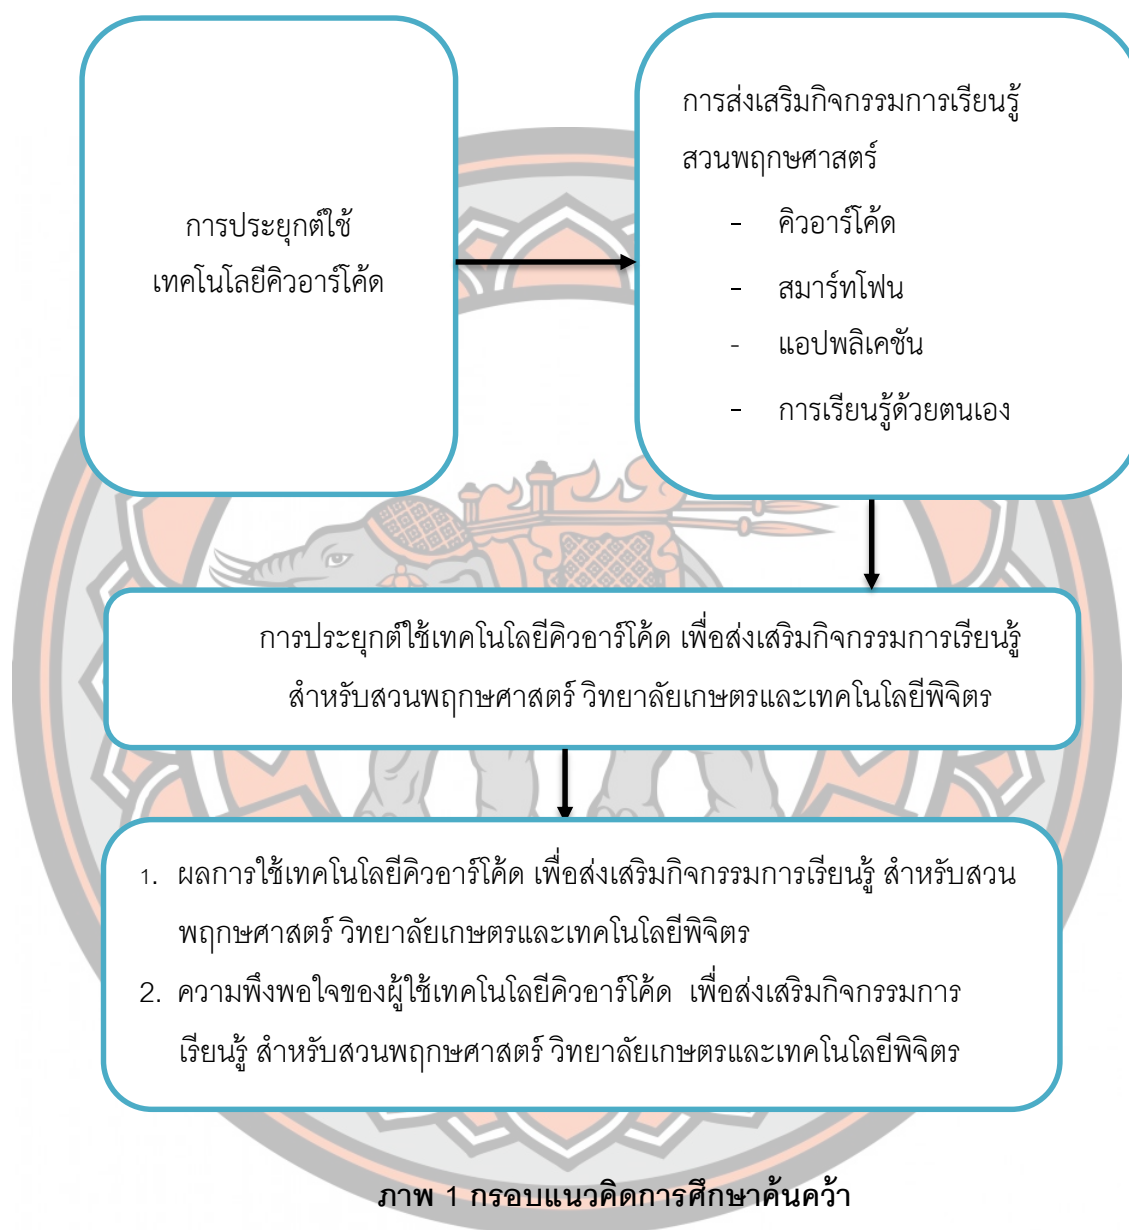 การประยุกต์ใช้
เทคโนโลยีคิวอาร์โค้ด
การส่งเสริมกิจกรรมการเรียนรู้
สวนพฤกษศาสตร์
- คิวอาร์โค้ด
- สมาร์ทโฟน
- แอปพลิเคชัน
- การเรียนรู้ด้วยตนเอง
การประยุกต์ใช้เทคโนโลยีคิวอาร์โค้ด เพื่อส่งเสริมกิจกรรมการเรียนรู้
สำหรับสวนพฤกษศาสตร์ วิทยาลัยเกษตรและเทคโนโลยีพิจิตร
1. ผลการใช้เทคโนโลยีคิวอาร์โค้ด เพื่อส่งเสริมกิจกรรมการเรียนรู้ สำหรับสวน
พฤกษศาสตร์ วิทยาลัยเกษตรและเทคโนโลยีพิจิตร
2. ความพึงพอใจของผู้ใช้เทคโนโลยีคิวอาร์โค้ด เพื่อส่งเสริมกิจกรรมการ
เรียนรู้ สำหรับสวนพฤกษศาสตร์ วิทยาลัยเกษตรและเทคโนโลยีพิจิตร
ภาพ 1 กรอบแนวคิดการศึกษาค้นคว้า